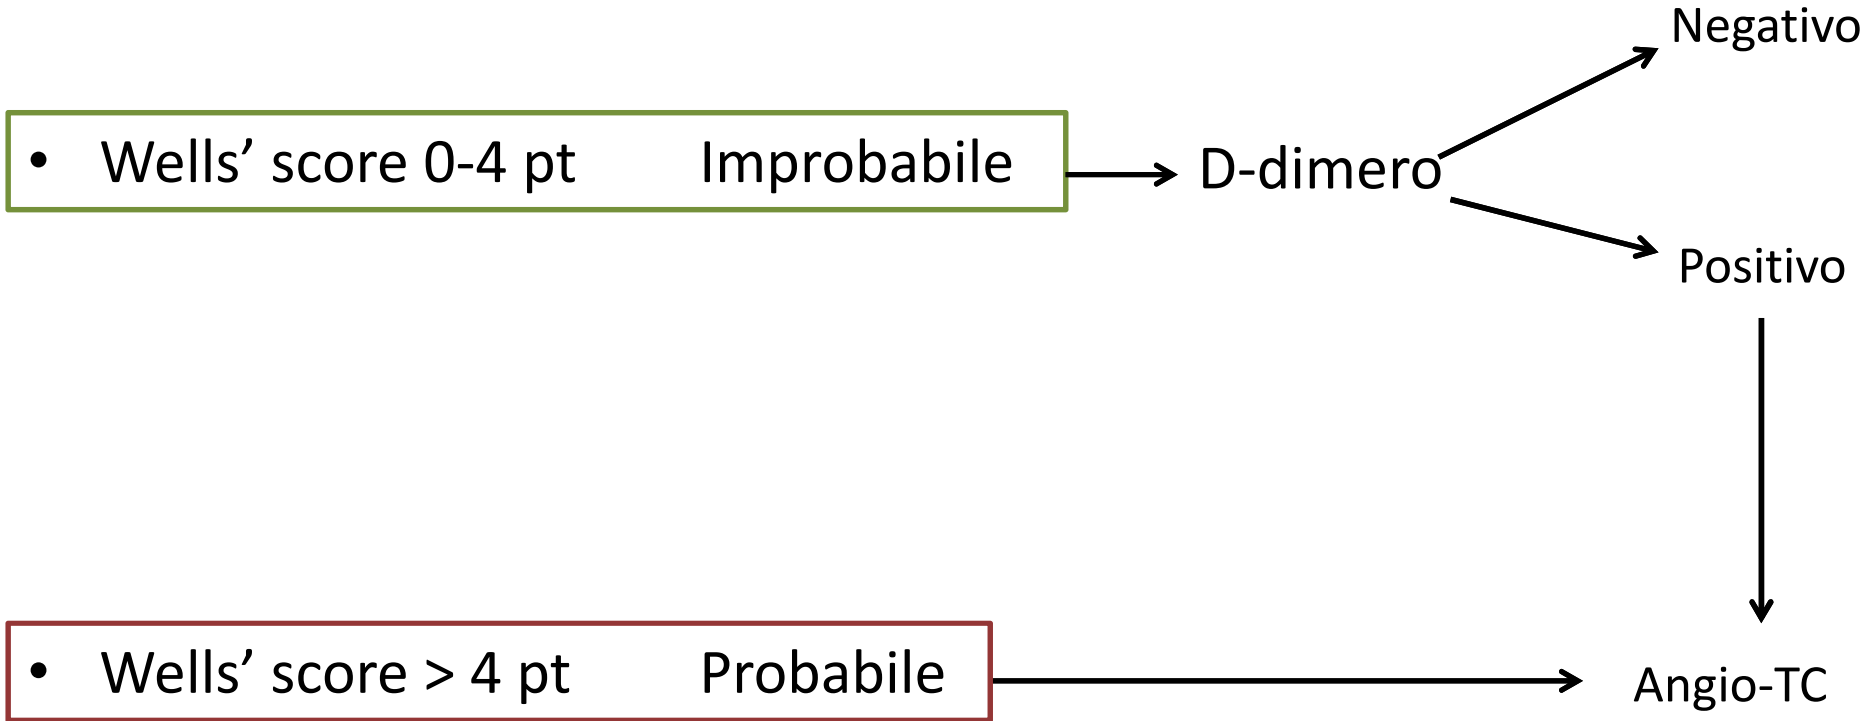 Negativo
• Wells’ score 0-4 pt Improbabile
D-dimero
Positivo
• Wells’ score > 4 pt Probabile
Angio-TC